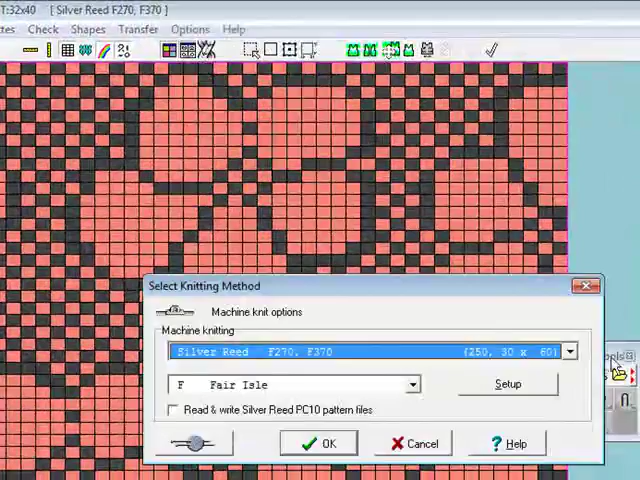 T:32x40 [ Silver Reed F270, F370 ]
Check Shapes Transfer Options Help
Select Knitting Method
Machine knit options
Machine knitting
Silver Reed F270, F370 (250, 30 x 60)
F Fair Isle
Setup
Read & write Silver Reed PC10 pattern files
OK Cancel Help